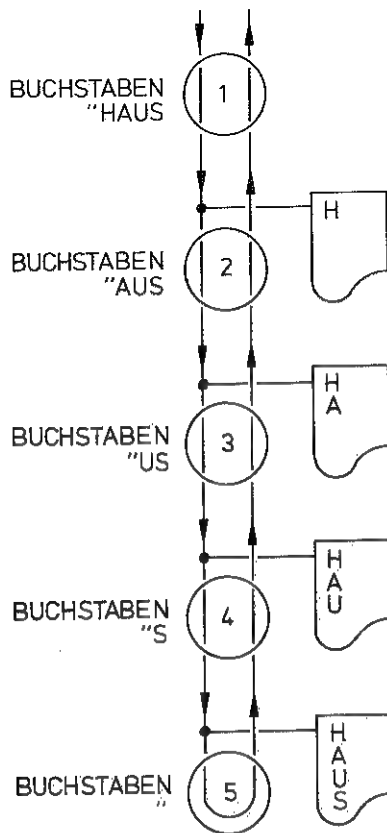 1
BUCHSTABEN
"HAUS
H
2
BUCHSTABEN
"AUS
H
A
3
BUCHSTABEN
"US
H
A
U
4
BUCHSTABEN
"S
H
A
U
S
5
BUCHSTABEN
"